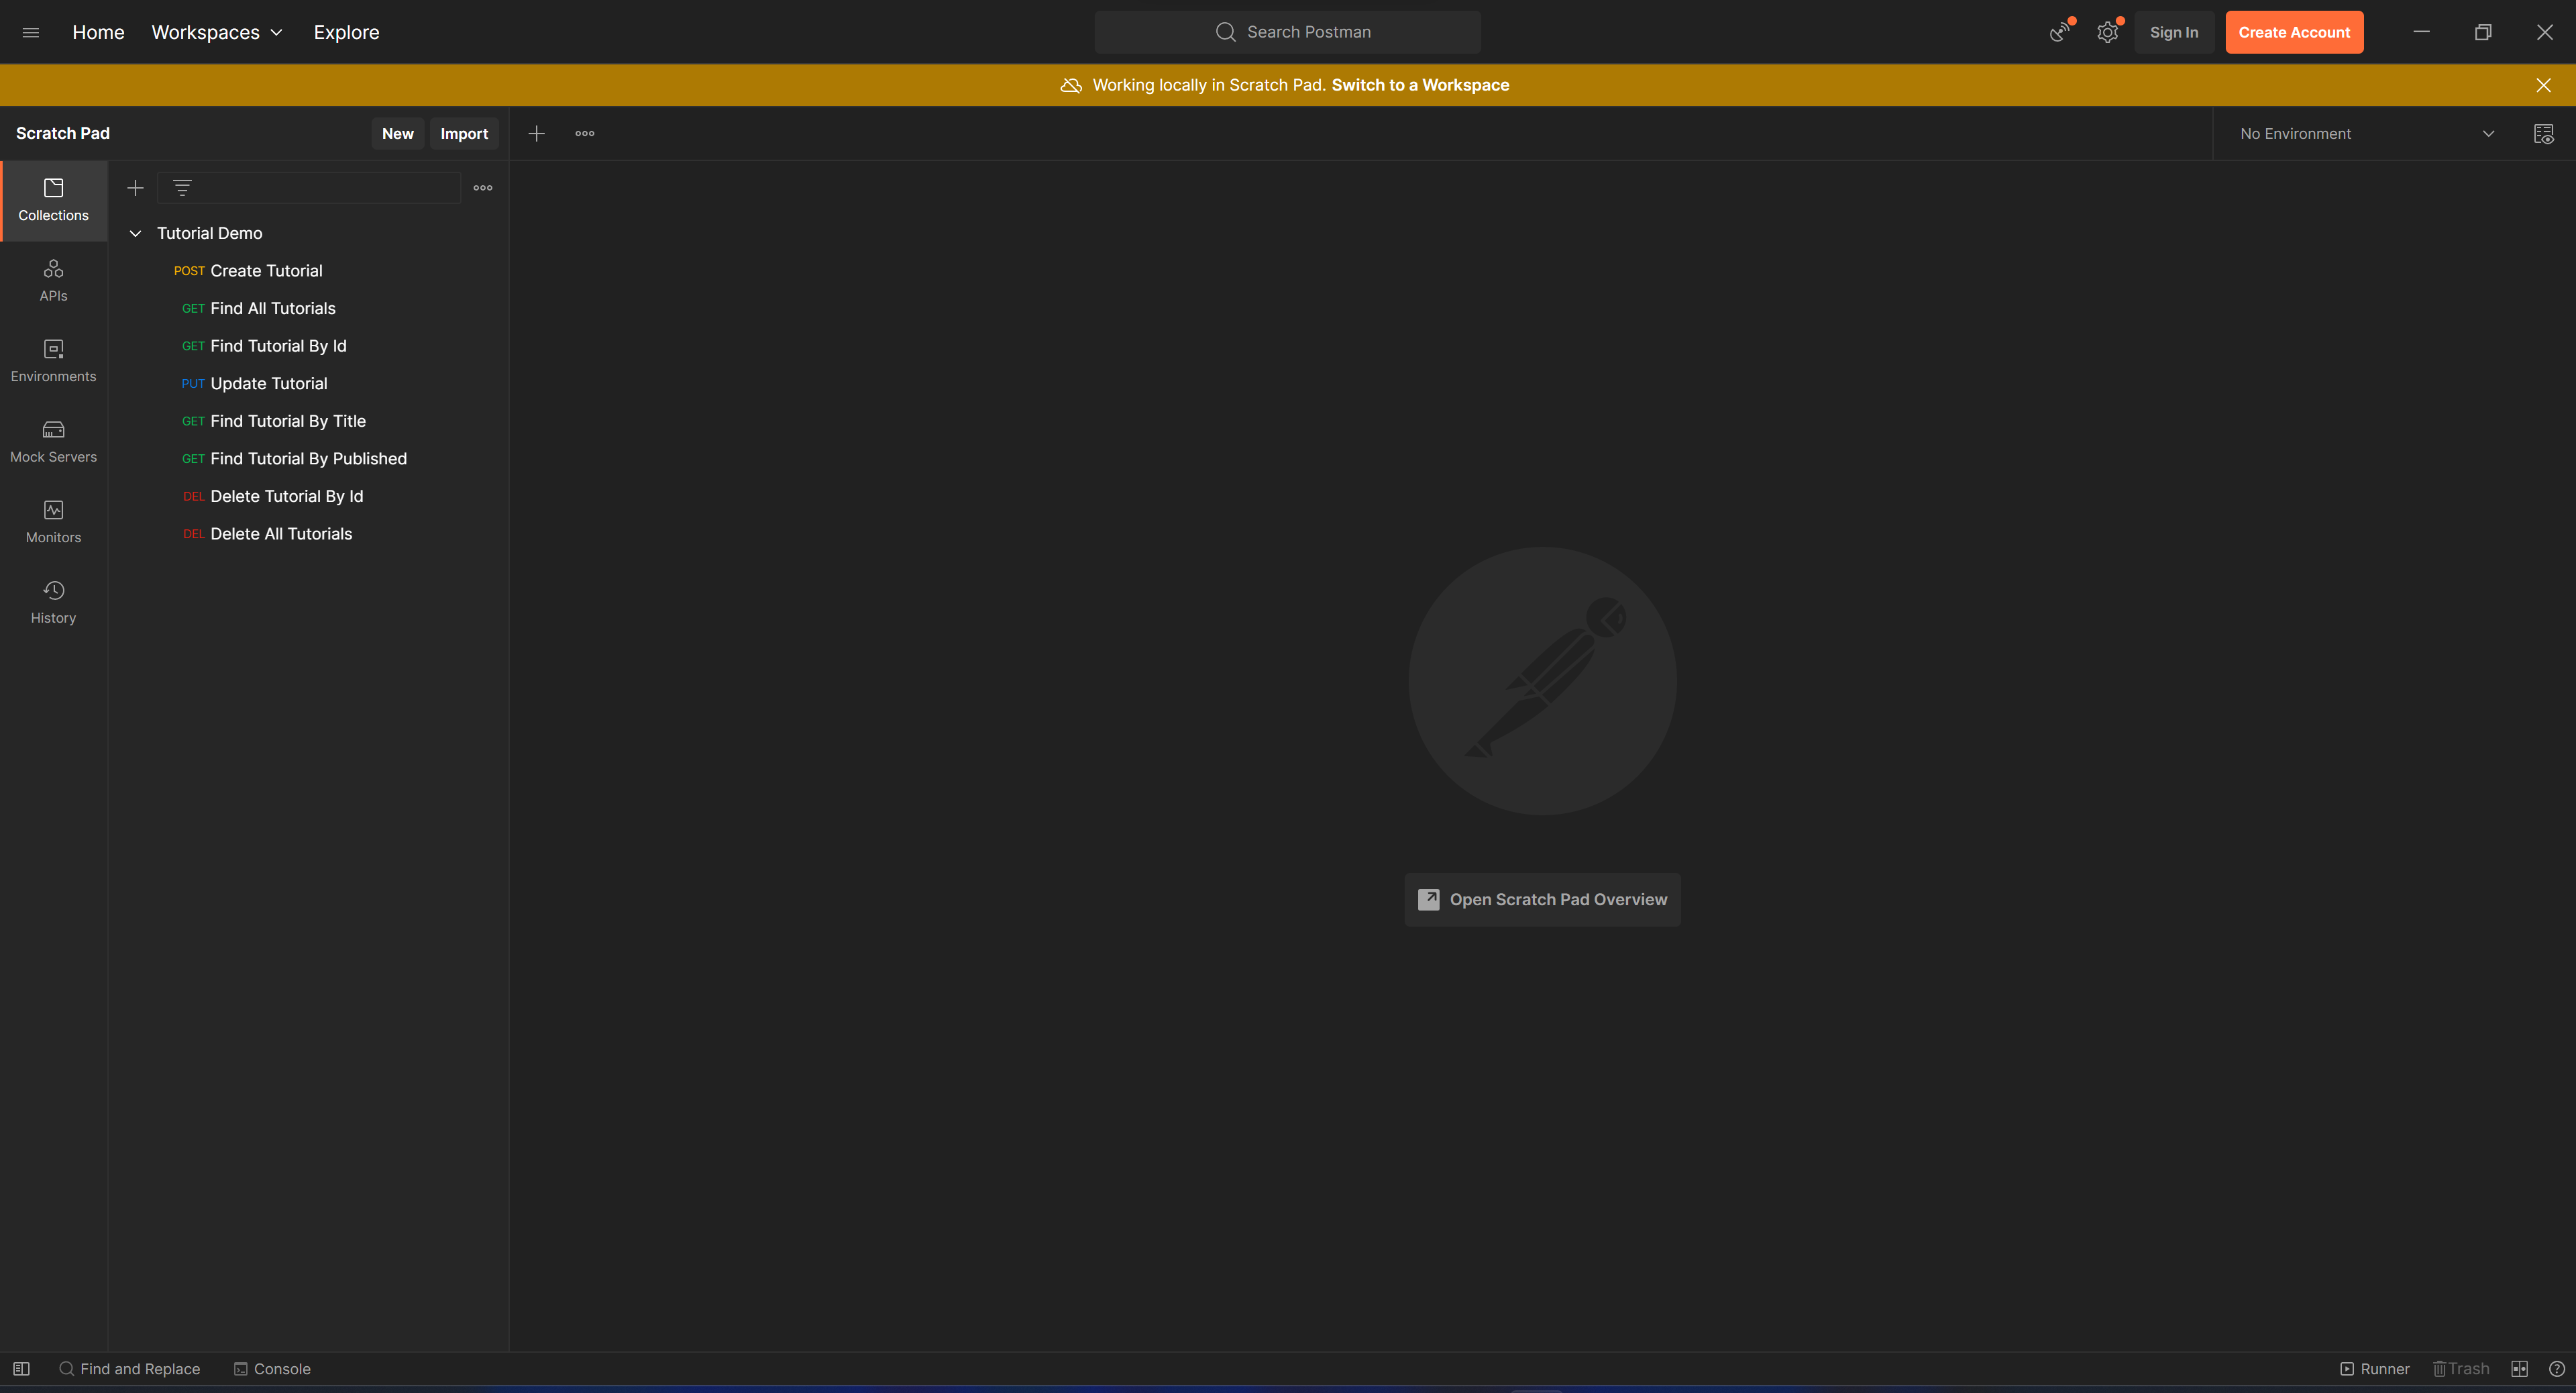 Home Workspaces Explore Search Postman Sign In Create Account
Working locally in Scratch Pad. Switch to a Workspace
Scratch Pad New Import No Environment
Collections
APIs
Environments
Mock Servers
Monitors
History
Tutorial Demo
POST Create Tutorial
GET Find All Tutorials
GET Find Tutorial By Id
PUT Update Tutorial
GET Find Tutorial By Title
GET Find Tutorial By Published
DEL Delete Tutorial By Id
DEL Delete All Tutorials
Open Scratch Pad Overview
Find and Replace Console Runner Trash